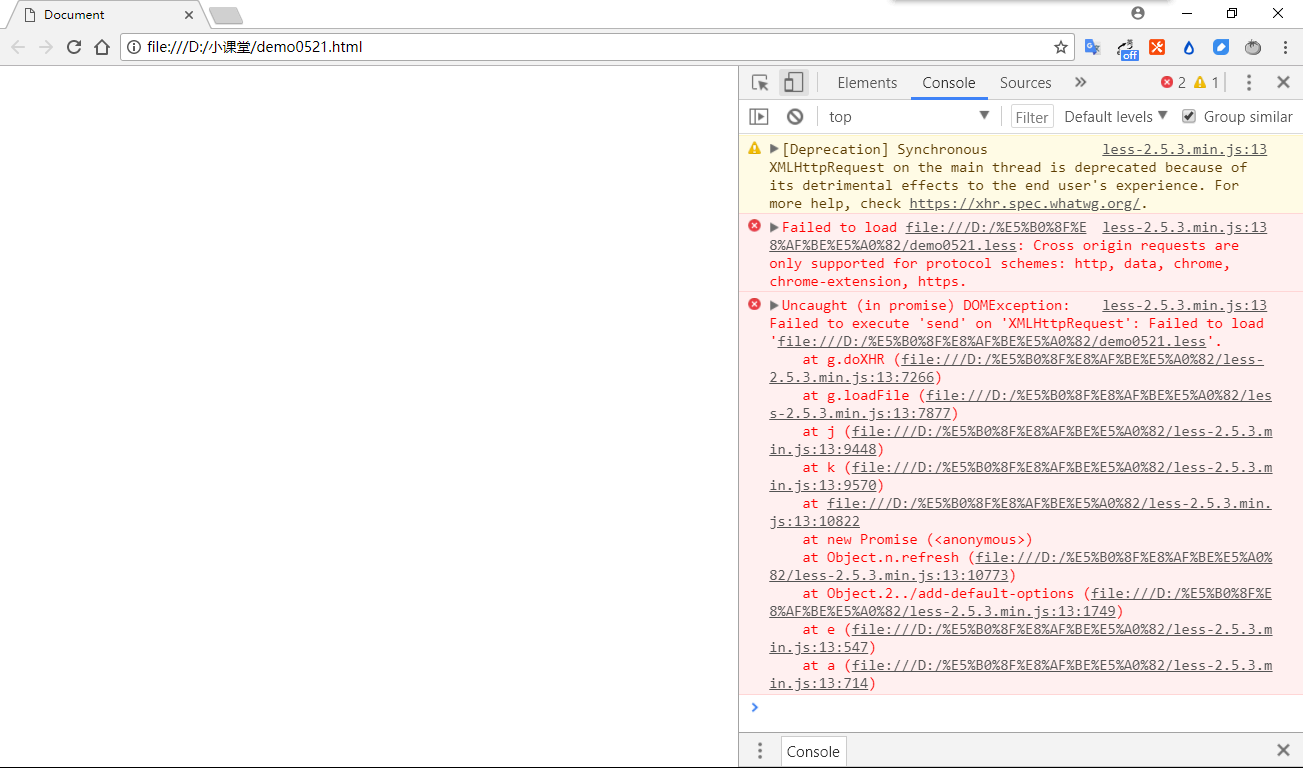 Document
file:///D:/小课堂/demo0521.html
off
Elements Console Sources 2 1
top Filter Default levels Group similar
[Deprecation] Synchronous less-2.5.3.min.js:13
XMLHttpRequest on the main thread is deprecated because of
its detrimental effects to the end user's experience. For
more help, check https://xhr.spec.whatwg.org/.
Failed to load file:///D:/%E5%B0%8F%E less-2.5.3.min.js:13
8%AF%BE%E5%A0%82/demo0521.less: Cross origin requests are
only supported for protocol schemes: http, data, chrome,
chrome-extension, https.
Uncaught (in promise) DOMException: less-2.5.3.min.js:13
Failed to execute 'send' on 'XMLHttpRequest': Failed to load
'file:///D:/%E5%B0%8F%E8%AF%BE%E5%A0%82/demo0521.less'.
at g.doXHR (file:///D:/%E5%B0%8F%E8%AF%BE%E5%A0%82/less-
2.5.3.min.js:13:7266)
at g.loadFile (file:///D:/%E5%B0%8F%E8%AF%BE%E5%A0%82/les
s-2.5.3.min.js:13:7877)
at j (file:///D:/%E5%B0%8F%E8%AF%BE%E5%A0%82/less-2.5.3.m
in.js:13:9448)
at k (file:///D:/%E5%B0%8F%E8%AF%BE%E5%A0%82/less-2.5.3.m
in.js:13:9570)
at file:///D:/%E5%B0%8F%E8%AF%BE%E5%A0%82/less-2.5.3.min.
js:13:10822
at new Promise (<anonymous>)
at Object.n.refresh (file:///D:/%E5%B0%8F%E8%AF%BE%E5%A0%
82/less-2.5.3.min.js:13:10773)
at Object.2../add-default-options (file:///D:/%E5%B0%8F%E
8%AF%BE%E5%A0%82/less-2.5.3.min.js:13:1749)
at e (file:///D:/%E5%B0%8F%E8%AF%BE%E5%A0%82/less-2.5.3.m
in.js:13:547)
at a (file:///D:/%E5%B0%8F%E8%AF%BE%E5%A0%82/less-2.5.3.m
in.js:13:714)
Console